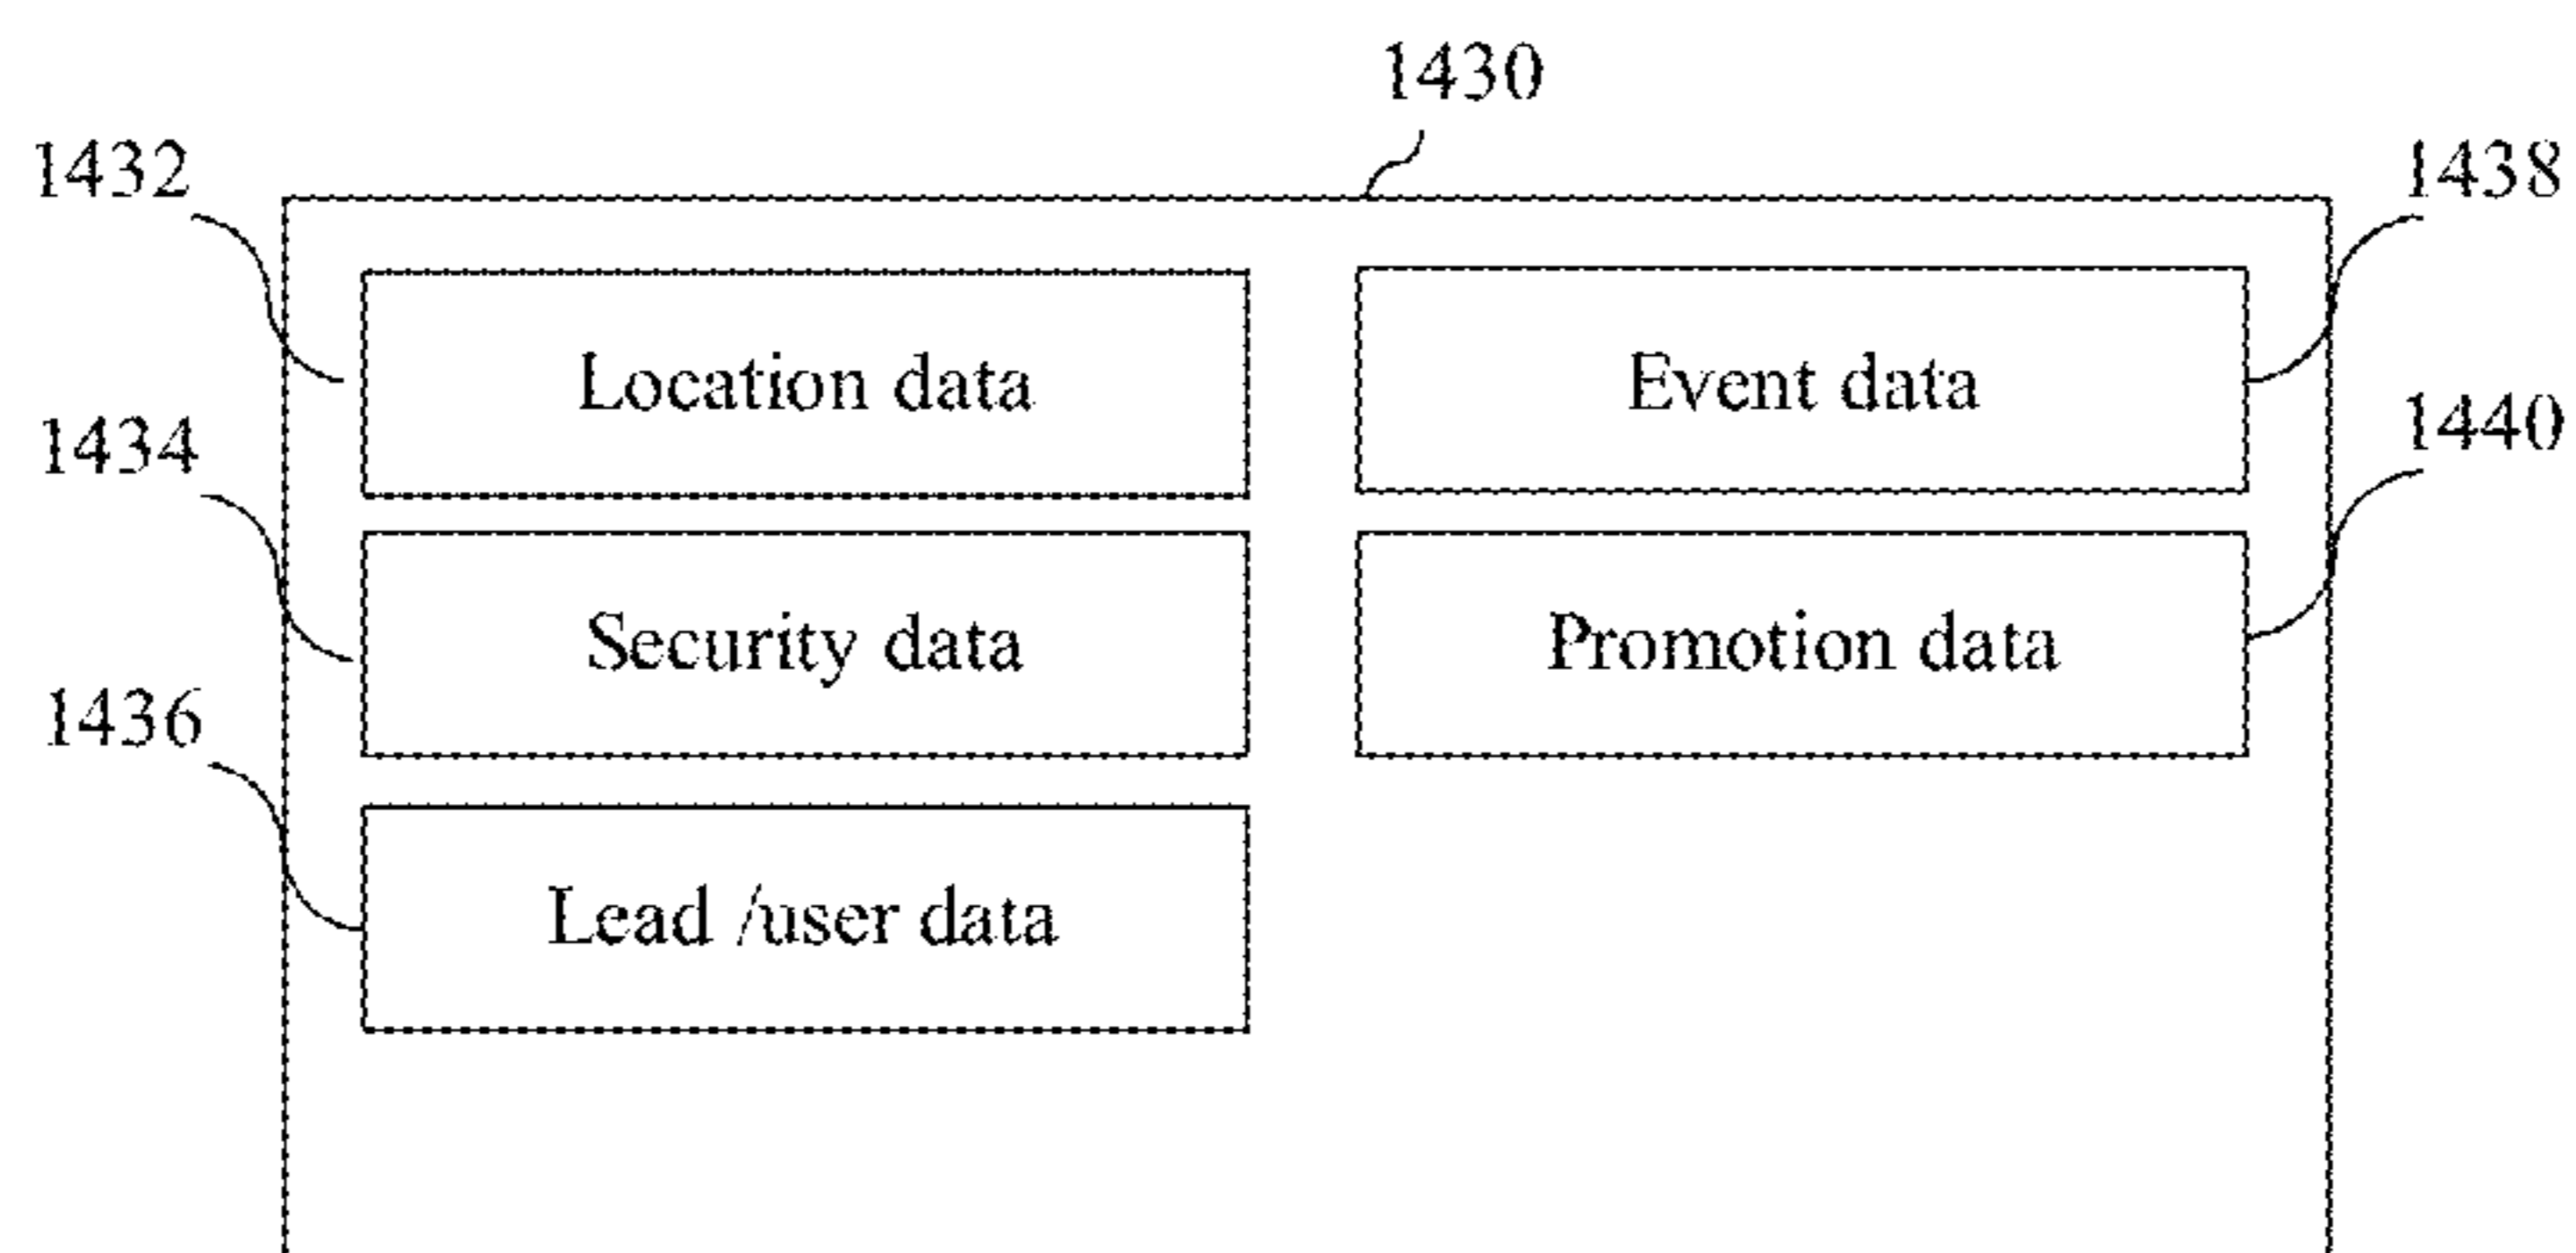 1430
1432
1438
Location data
Event data
1434
1440
Security data
Promotion data
1436
Lead /user data